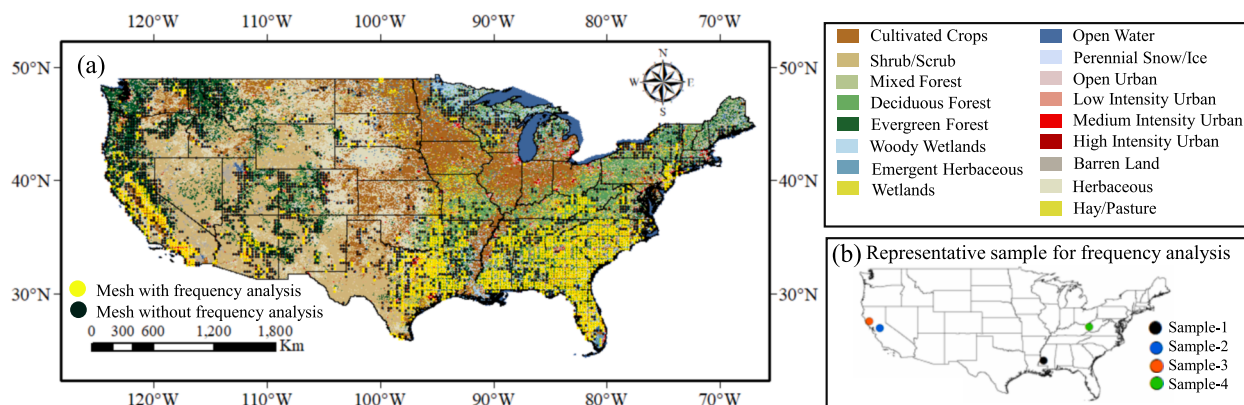 110°W 100°W 90°W 80°W 70°W
120°W
(a)
N
W E
S
50°N
40°N
30°N
50°N
40°N
30°N
Mesh with frequency analysis
Mesh without frequency analysis
0 300 600 1,200 1,800
Km
120°W 110°W 100°W 90°W 80°W 70°W
Cultivated Crops
Shrub/Scrub
Mixed Forest
Deciduous Forest
Evergreen Forest
Woody Wetlands
Emergent Herbaceous
Wetlands
Open Water
Perennial Snow/Ice
Open Urban
Low Intensity Urban
Medium Intensity Urban
High Intensity Urban
Barren Land
Herbaceous
Hay/Pasture
(b) Representative sample for frequency analysis
Sample-1
Sample-2
Sample-3
Sample-4